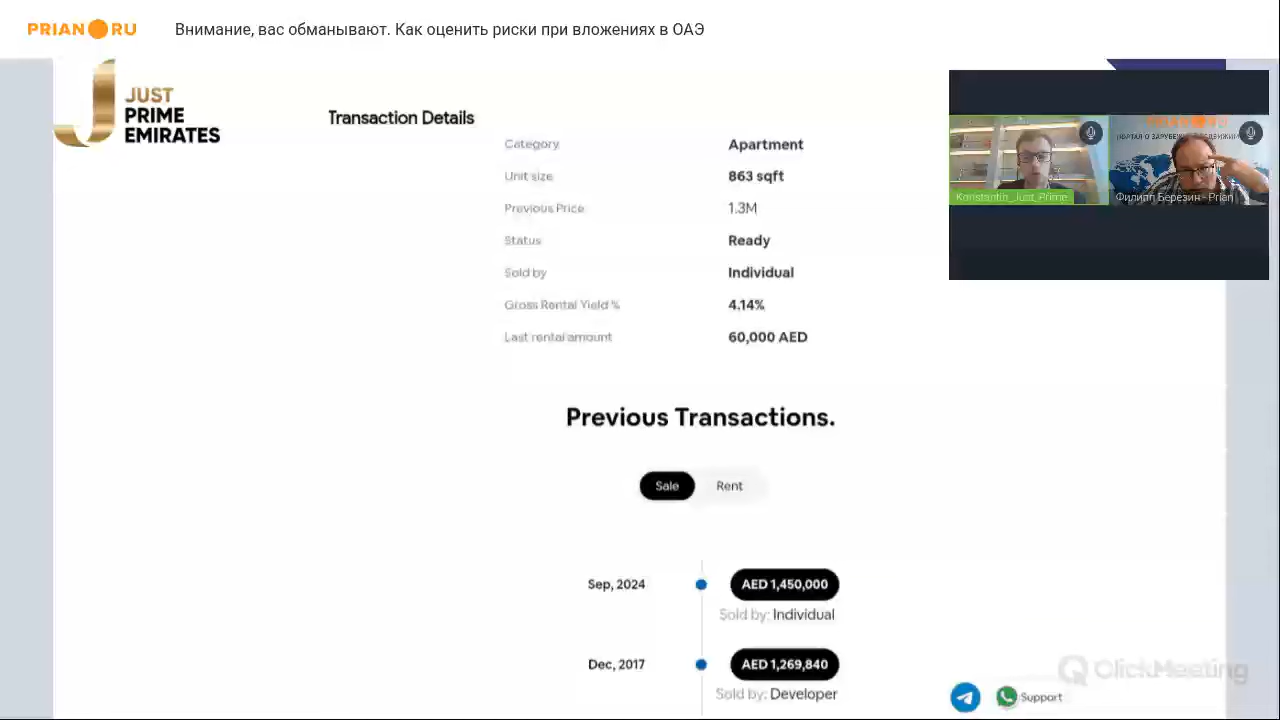 PRIAN RU
Внимание, вас обманывают. Как оценить риски при вложениях в ОАЭ
JUST
PRIME
EMIRATES
Transaction Details
Category Apartment
Unit size 863 sqft
Previous Price 1.3M
Status Ready
Sold by Individual
Gross Rental Yield % 4.14%
Last rental amount 60,000 AED
Konstantin_Just_Prime
Филипп Березин - Prian
Previous Transactions.
Sale Rent
Sep, 2024 AED 1,450,000
Sold by: Individual
Dec, 2017 AED 1,269,840
Sold by: Developer
ClickMeeting
Support